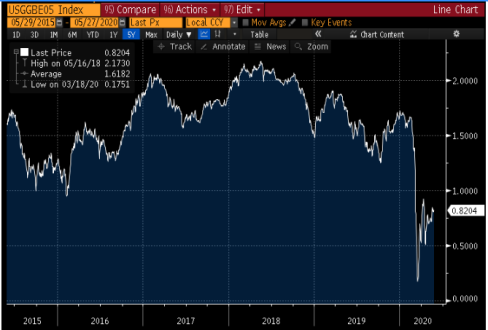 USGGBE05 Index 95) Compare 96) Actions 97) Edit Line Chart
05/29/2015 - 05/27/2020 Last Px Local CCY Mov Avgs Key Events
1D 3D 1M 6M YTD 1Y 5Y Max Daily ▼ Table « Chart Content
Track Annotate News Zoom
Last Price 0.8204
High on 05/16/18 2.1730
Average 1.6182
Low on 03/18/20 0.1751
2.0000
1.5000
1.0000
0.8204
0.5000
0.0000
2015 2016 2017 2018 2019 2020